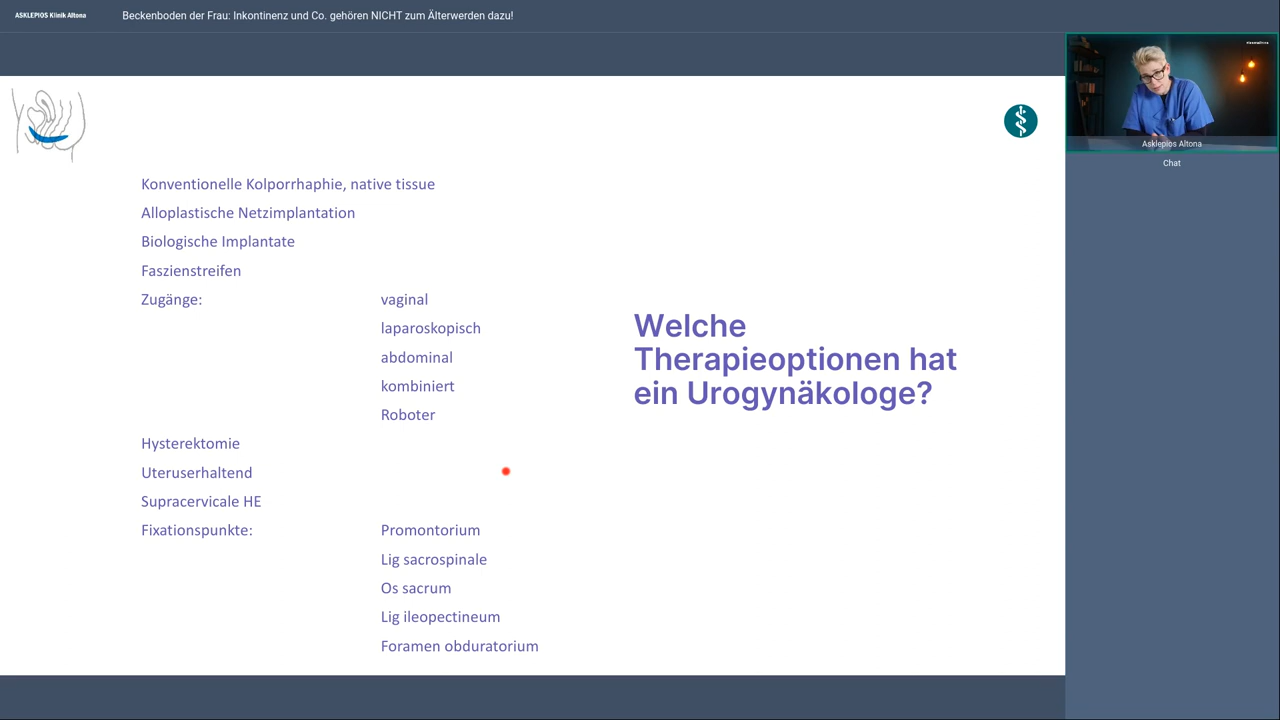 ASKLEPIOS Klinik Altona
Beckenboden der Frau: Inkontinenz und Co. gehören NICHT zum Älterwerden dazu!
Asklepios Altona
Chat
Konventionelle Kolporrhaphie, native tissue
Alloplastische Netzimplantation
Biologische Implantate
Faszienstreifen
Zugänge: vaginal
laparoskopisch
abdominal
kombiniert
Roboter
Hysterektomie
Uteruserhaltend
Supracervicale HE
Fixationspunkte: Promontorium
Lig sacrospinale
Os sacrum
Lig ileopectineum
Foramen obduratorium
Welche
Therapieoptionen hat
ein Urogynäkologe?